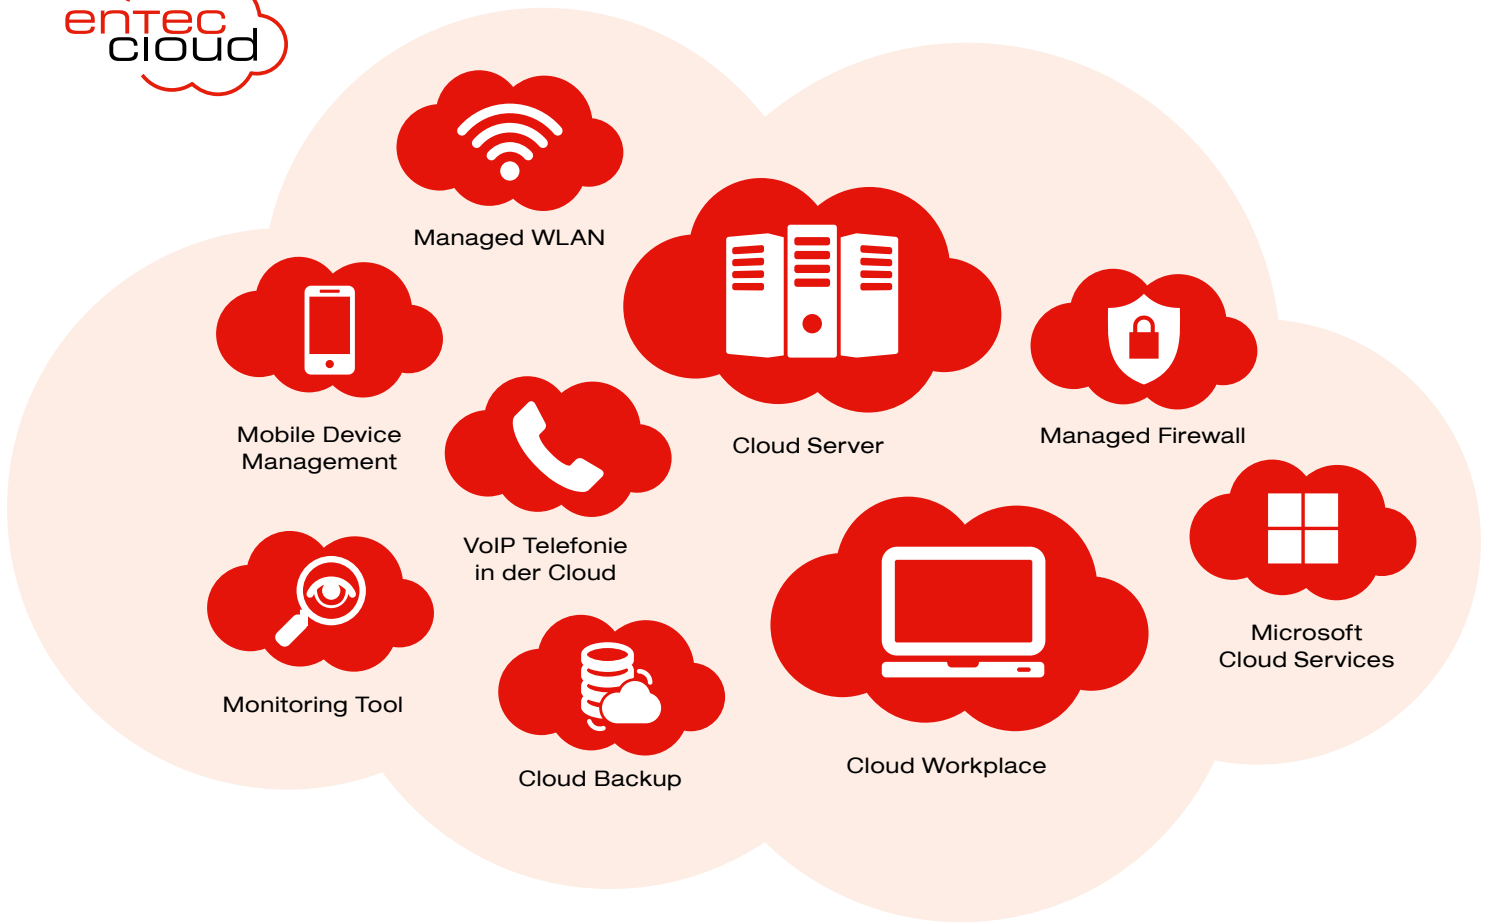 entec
cloud
Managed WLAN
Mobile Device
Management
Cloud Server
Managed Firewall
VoIP Telefonie
in der Cloud
Microsoft
Cloud Services
Monitoring Tool
Cloud Backup
Cloud Workplace